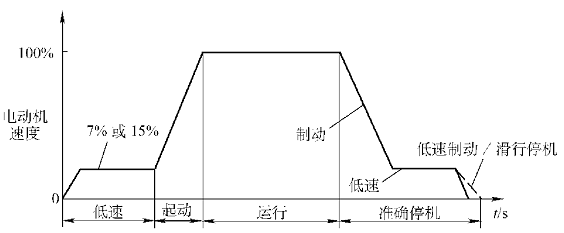 100%
电动机
速度
7% 或 15%
制动
低速制动
滑行停机
低速
0
低速
起动
运行
准确停机
t/s